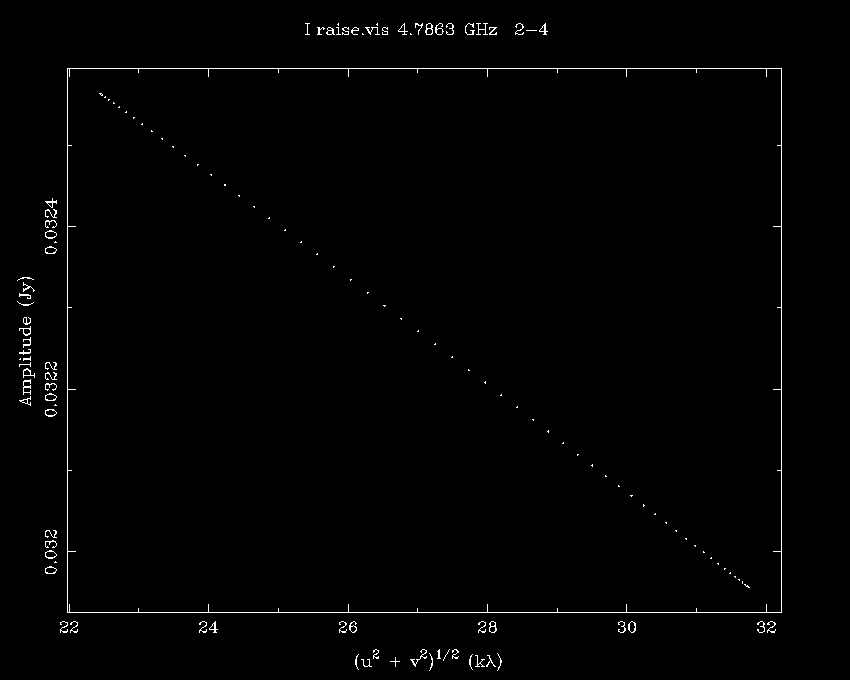 I raise.vis 4.7863 GHz 2−4
Amplitude (Jy)
0.0324
0.0322
0.032
22 24 26 28 30 32
(u² + v²)^1/2 (kλ)